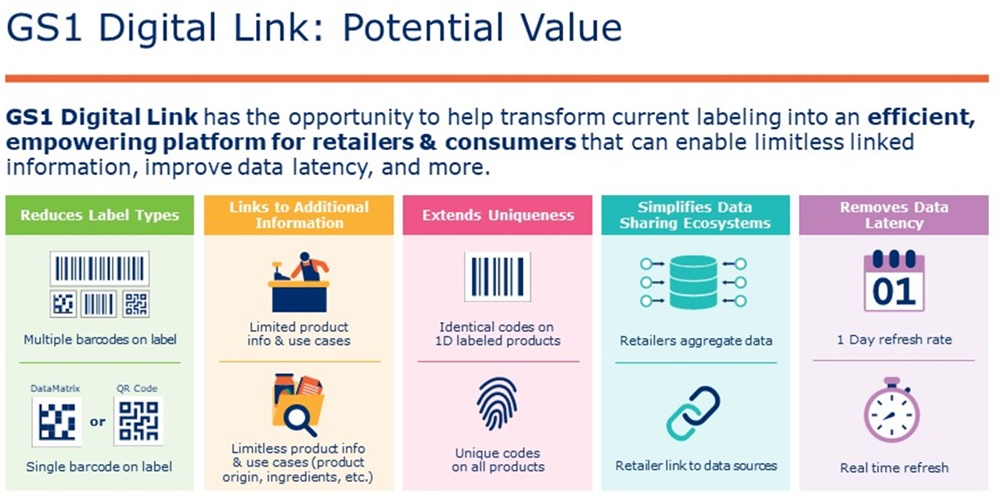 GS1 Digital Link: Potential Value
GS1 Digital Link has the opportunity to help transform current labeling into an efficient,
empowering platform for retailers & consumers that can enable limitless linked
information, improve data latency, and more.
Reduces Label Types
Multiple barcodes on label
DataMatrix
or
QR Code
Single barcode on label
Links to Additional
Information
Limited product
info & use cases
Limitless product info
& use cases (product
origin, ingredients, etc.)
Extends Uniqueness
Identical codes on
1D labeled products
Unique codes
on all products
Simplifies Data
Sharing Ecosystems
Retailers aggregate data
Retailer link to data sources
Removes Data
Latency
01
1 Day refresh rate
Real time refresh